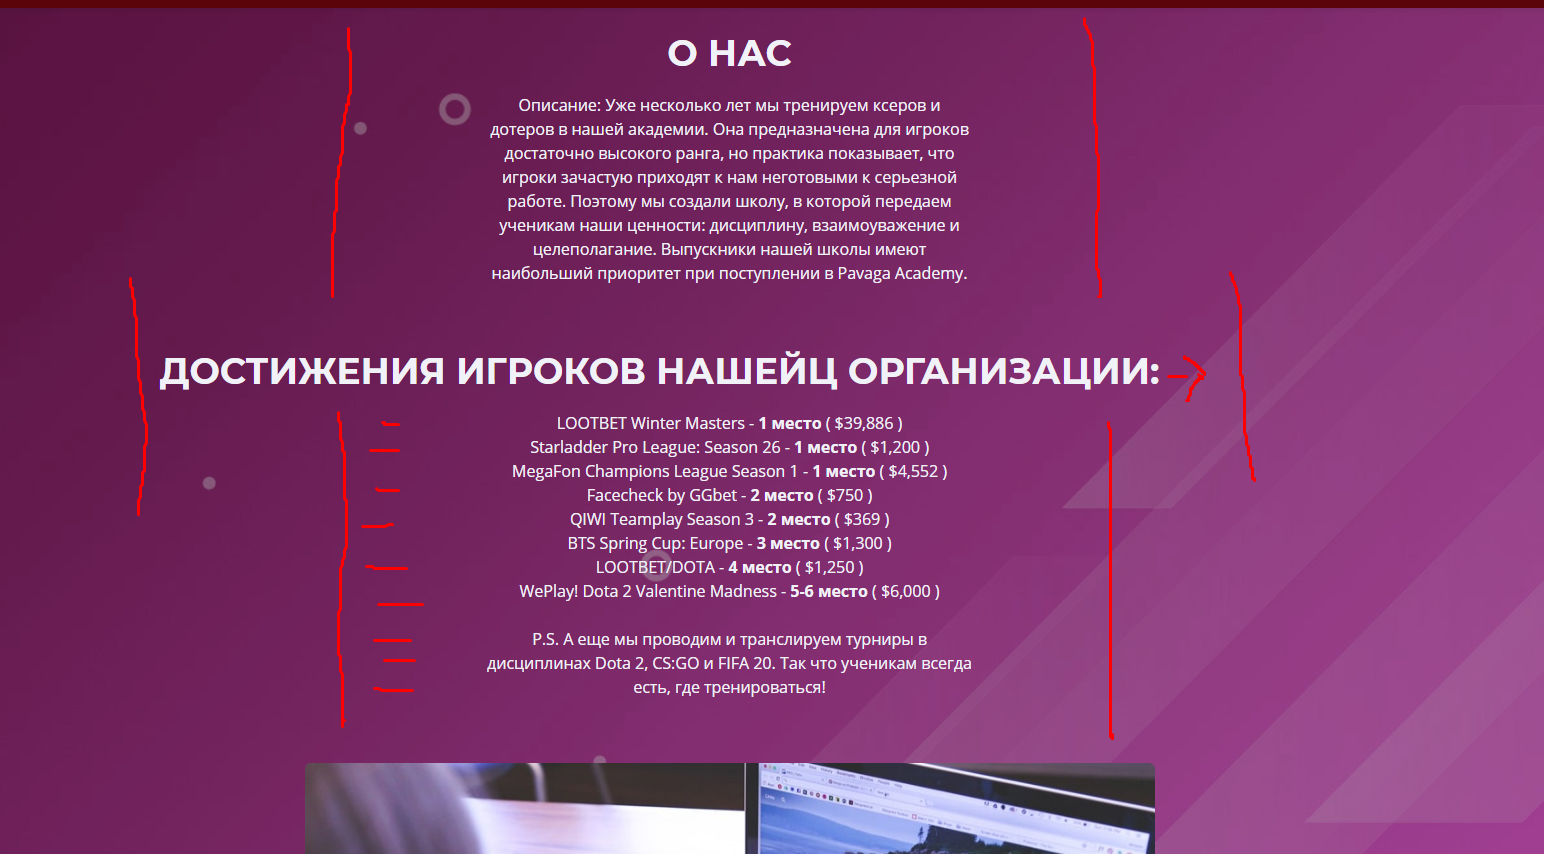 О НАС
Описание: Уже несколько лет мы тренируем ксеров и
дотеров в нашей академии. Она предназначена для игроков
достаточно высокого ранга, но практика показывает, что
игроки зачастую приходят к нам неготовыми к серьезной
работе. Поэтому мы создали школу, в которой передаем
ученикам наши ценности: дисциплину, взаимоуважение и
целеполагание. Выпускники нашей школы имеют
наибольший приоритет при поступлении в Pavaga Academy.
ДОСТИЖЕНИЯ ИГРОКОВ НАШЕЙЦ ОРГАНИЗАЦИИ:
LOOTBET Winter Masters - 1 место ( $39,886 )
Starladder Pro League: Season 26 - 1 место ( $1,200 )
MegaFon Champions League Season 1 - 1 место ( $4,552 )
Facecheck by GGbet - 2 место ( $750 )
QIWI Teamplay Season 3 - 2 место ( $369 )
BTS Spring Cup: Europe - 3 место ( $1,300 )
LOOTBET/DOTA - 4 место ( $1,250 )
WePlay! Dota 2 Valentine Madness - 5-6 место ( $6,000 )
P.S. А еще мы проводим и транслируем турниры в
дисциплинах Dota 2, CS:GO и FIFA 20. Так что ученикам всегда
есть, где тренироваться!